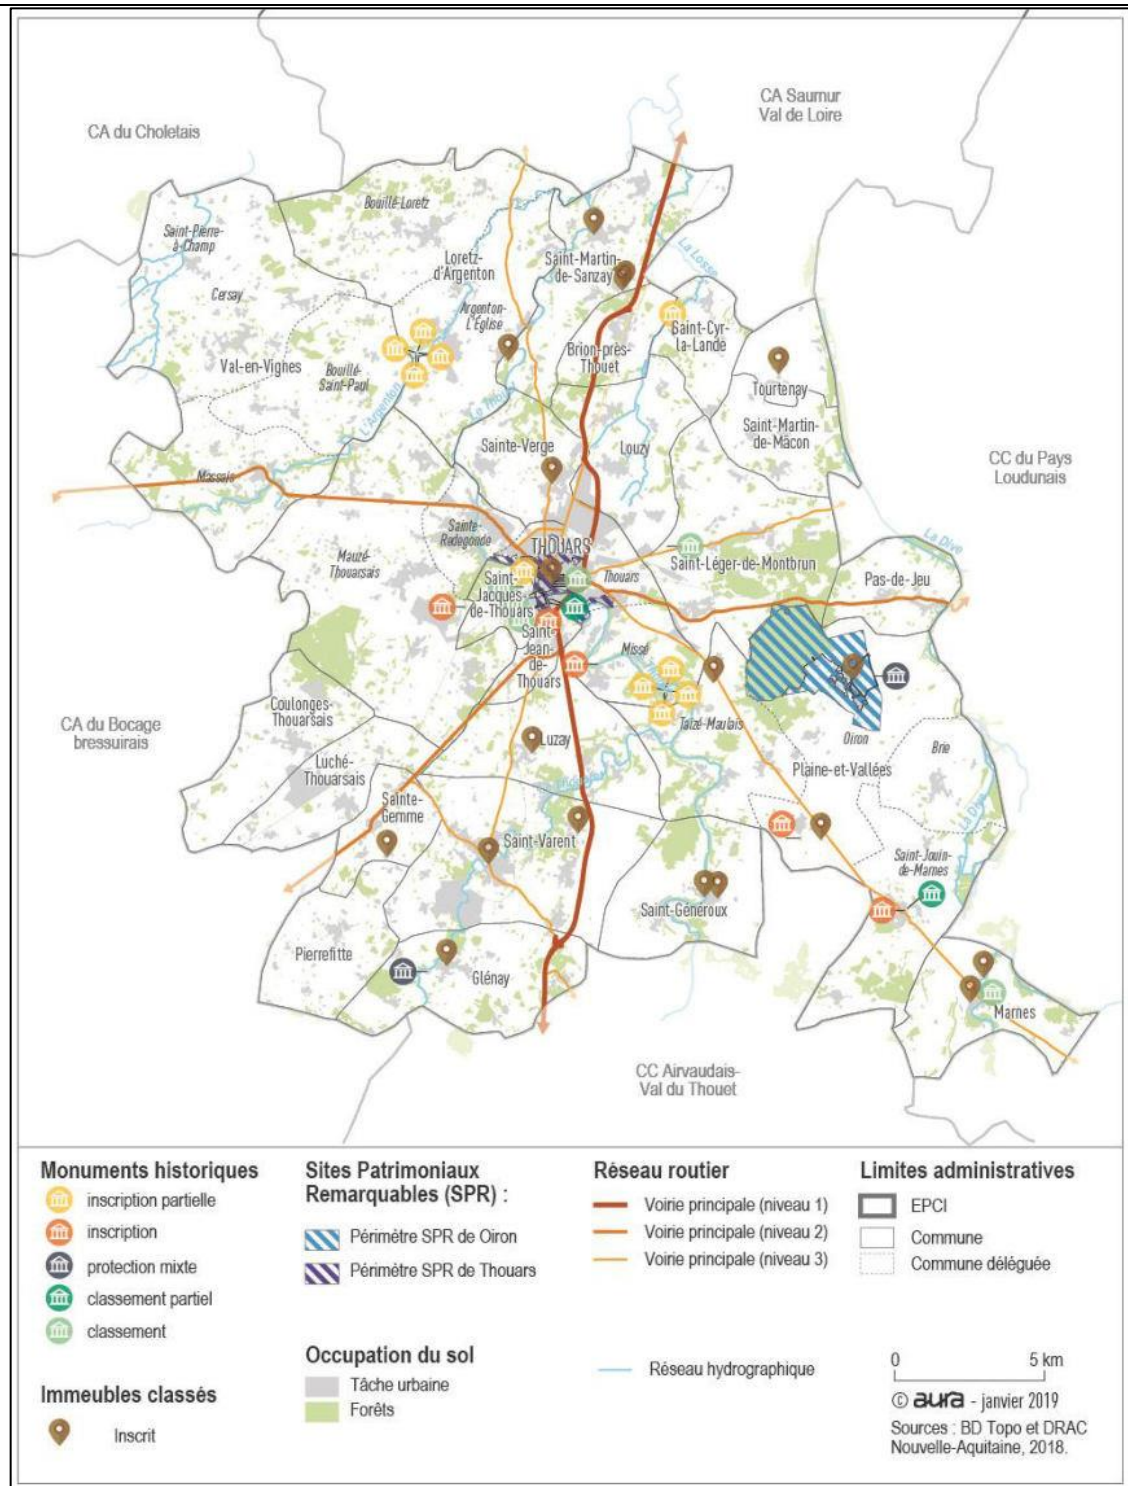 CA Saumur
Val de Loire
CA du Choletais
Bouillé-Loretz
Saint-Pierre-
à-Champ
Loretz-
d'Argenton
Saint-Martin-
de-Sanzay
La Losse
Cersay
Argenton-
L'Église
Saint-Cyr-
la-Lande
Brion-près-
Thouet
Val-en-Vignes
Bouillé-
Saint-Paul
Tourtenay
L'Argenton
Le Thouet
Saint-Martin-
de-Mâcon
Sainte-Verge
Louzy
CC du Pays
Loudunais
Massais
Sainte-
Radegonde
THOUARS
La Dive
Mauzé-
Thouarsais
Saint-Léger-de-Montbrun
Thouars
Pas-de-Jeu
Saint-
Jacques-
de-Thouars
Saint-
Jean-
de-
Thouars
Missé
Coulonges-
Thouarsais
Taizé-Maulais
CA du Bocage
bressuirais
Luzay
Oiron
Brie
Luché-
Thouarsais
Plaine-et-Vallées
Sainte-
Gemme
La Dive
Saint-Varent
Saint-Jouin-
de-Marnes
Saint-Généroux
Pierrefitte
Glénay
Marnes
CC Airvaudais-
Val du Thouet
Monuments historiques
inscription partielle
inscription
protection mixte
classement partiel
classement
Immeubles classés
Inscrit
Sites Patrimoniaux
Remarquables (SPR) :
Périmètre SPR de Oiron
Périmètre SPR de Thouars
Occupation du sol
Tâche urbaine
Forêts
Réseau routier
Voirie principale (niveau 1)
Voirie principale (niveau 2)
Voirie principale (niveau 3)
Réseau hydrographique
Limites administratives
EPCI
Commune
Commune déléguée
0 5 km
© aura - janvier 2019
Sources : BD Topo et DRAC
Nouvelle-Aquitaine, 2018.